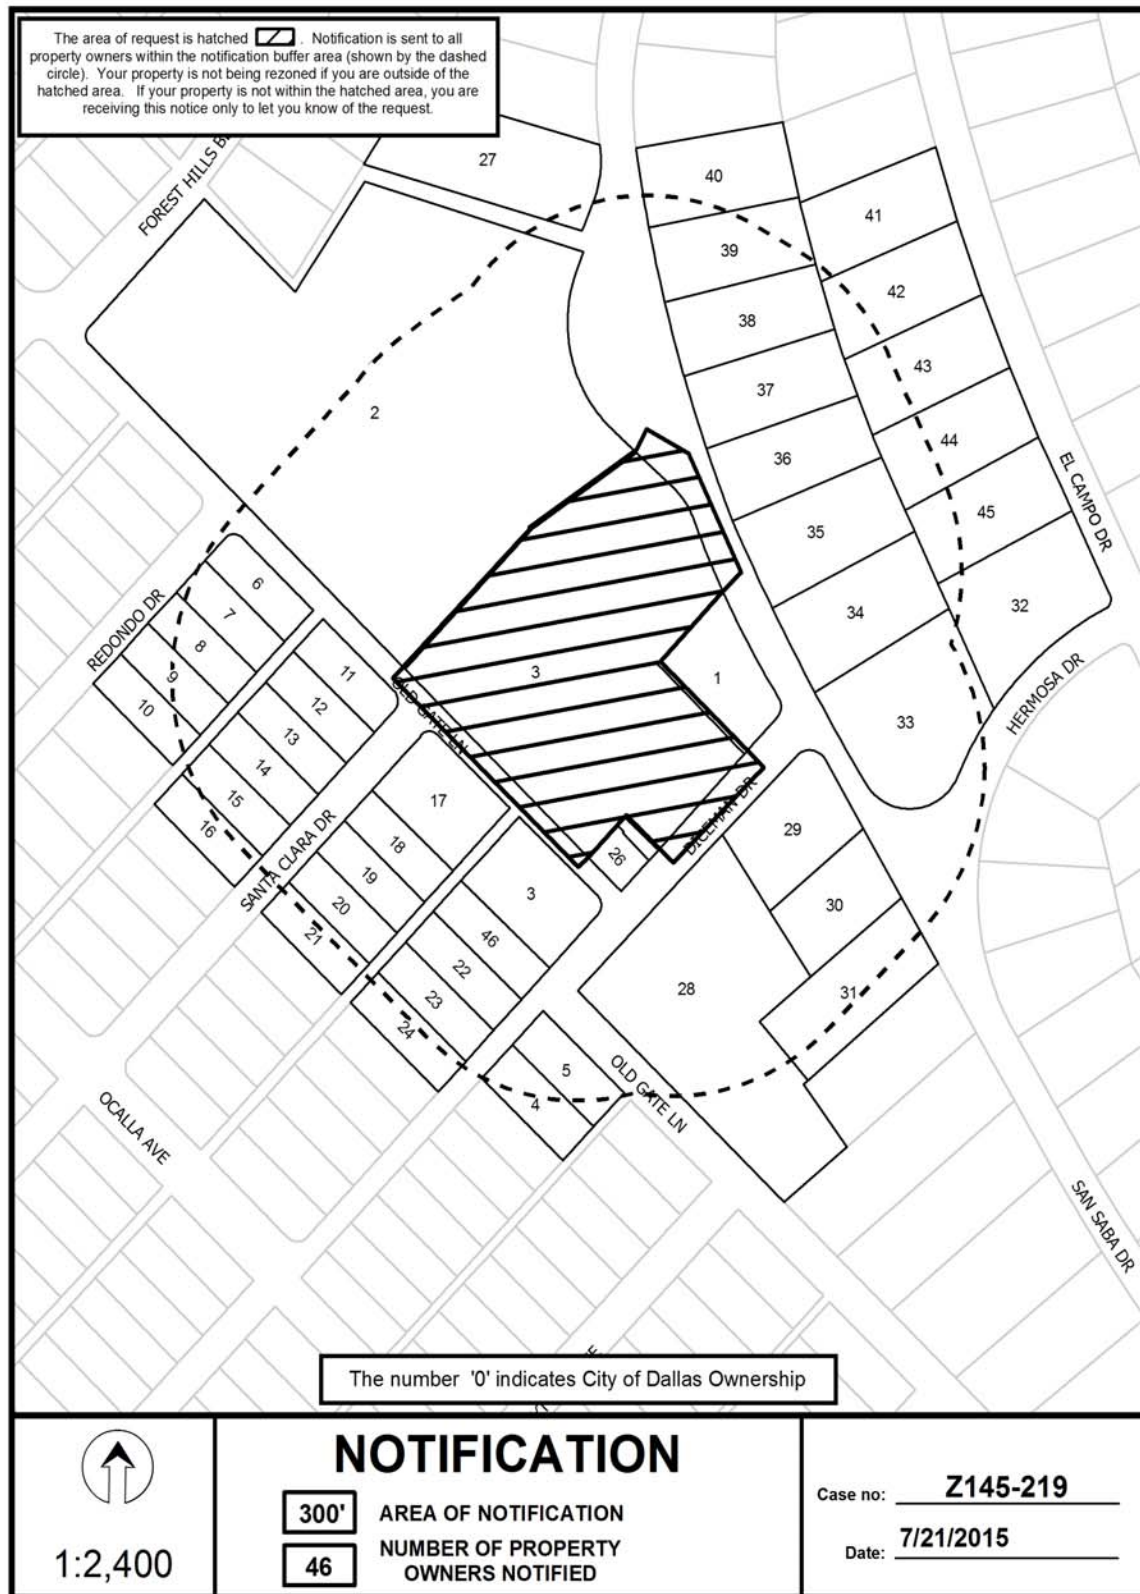 The area of request is hatched . Notification is sent to all
property owners within the notification buffer area (shown by the dashed
circle). Your property is not being rezoned if you are outside of the
hatched area. If your property is not within the hatched area, you are
receiving this notice only to let you know of the request.
FOREST HILLS
27
40
41
39
42
38
43
2
37
44
36
EL CAMPO DR
45
35
6
REDONDO DR
7
34
32
8
9
11
3
1
10
12
OLD GATE LN
33
HERMOSA DR
13
14
15
17
16
SANTA CLARA DR
18
DICEMAN DR
29
26
19
3
20
30
21
46
22
28
31
23
24
5
OLD GATE LN
4
OCALLA AVE
SAN SABA DR
The number '0' indicates City of Dallas Ownership
1:2,400
NOTIFICATION
300' AREA OF NOTIFICATION
46 NUMBER OF PROPERTY
OWNERS NOTIFIED
Case no: Z145-219
Date: 7/21/2015